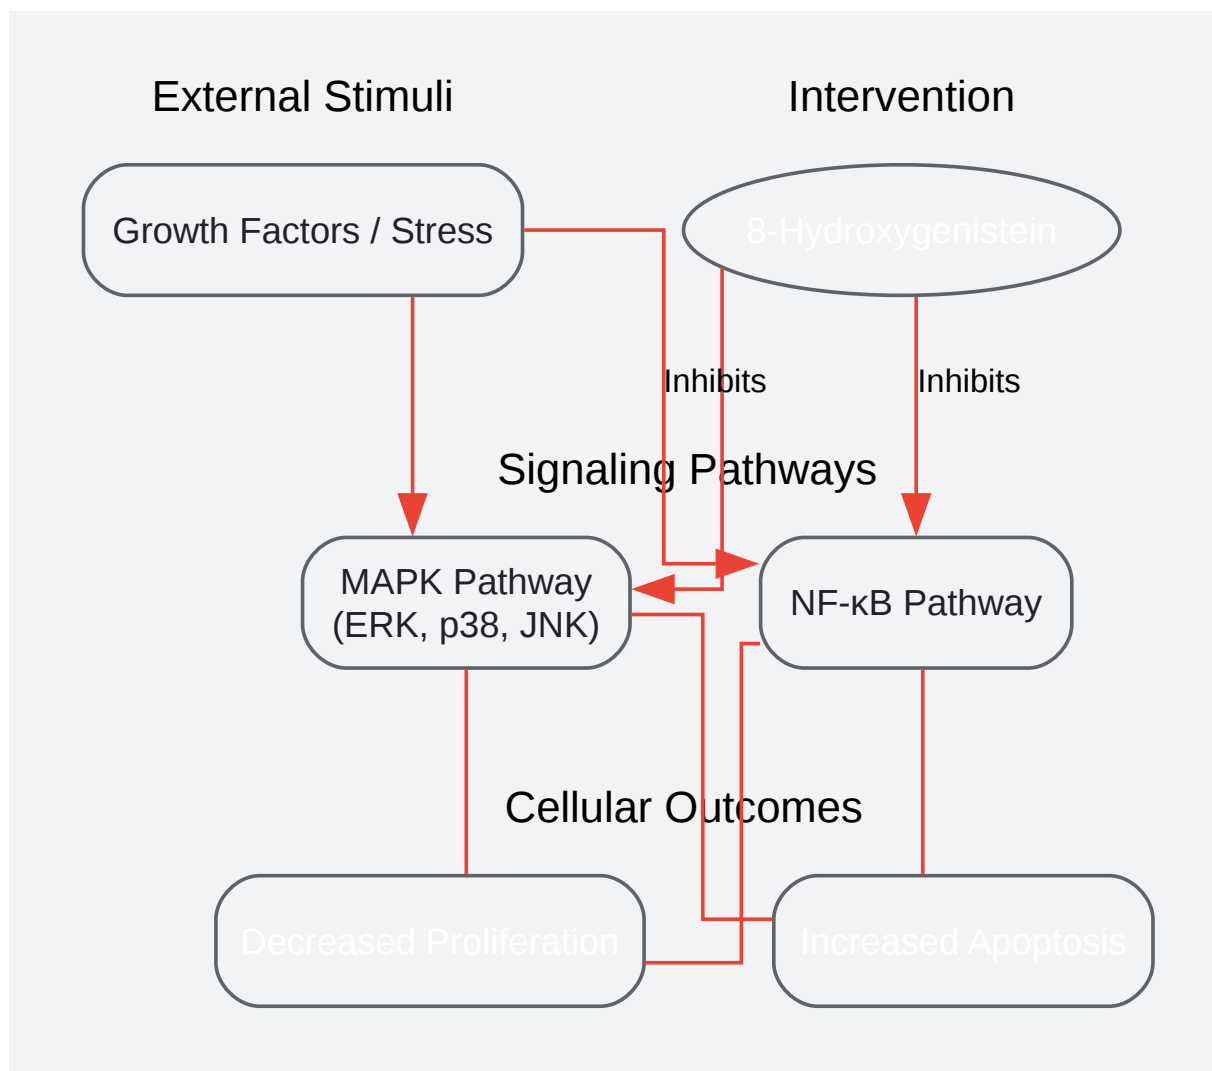 External Stimuli
Intervention
Growth Factors / Stress
8-Hydroxygenistein
Inhibits
Inhibits
Signaling Pathways
MAPK Pathway
(ERK, p38, JNK)
NF-κB Pathway
Cellular Outcomes
Decreased Proliferation
Increased Apoptosis